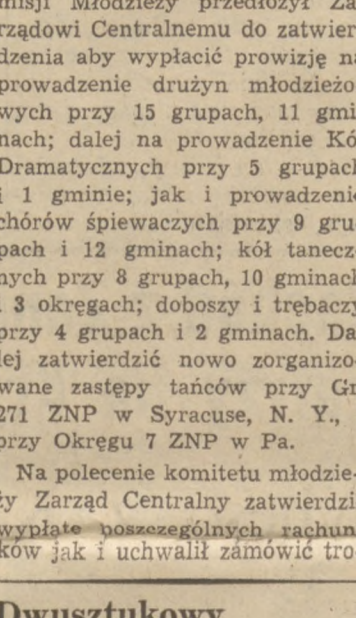 misji Młodzieży przedłożył Za-
rządowi Centralnemu do zatwier-
dzenia aby wypłacić prowizję na
prowadzenie drużyn młodzieżo-
wych przy 15 grupach, 11 gmi-
nach; dalej na prowadzenie Kó
Dramatycznych przy 5 grupach
i 1 gminie; jak i prowadzeni
chórów śpiewaczych przy 9 gru-
pach i 12 gminach; kół tanecz-
nych przy 8 grupach, 10 gminach
i 3 okręgach; doboszy i trębaczy
przy 4 grupach i 2 gminach. Da-
lej zatwierdzić nowo zorganizo-
wane zastępy tańców przy Gr
271 ZNP w Syracuse, N. Y.,
przy Okręgu 7 ZNP w Pa.
Na polecenie komitetu młodzie-
ży Zarząd Centralny zatwierdzi
wypłatę poszczególnych rachun
ków jak i uchwalił zamówić tro-
Dwusztukowy